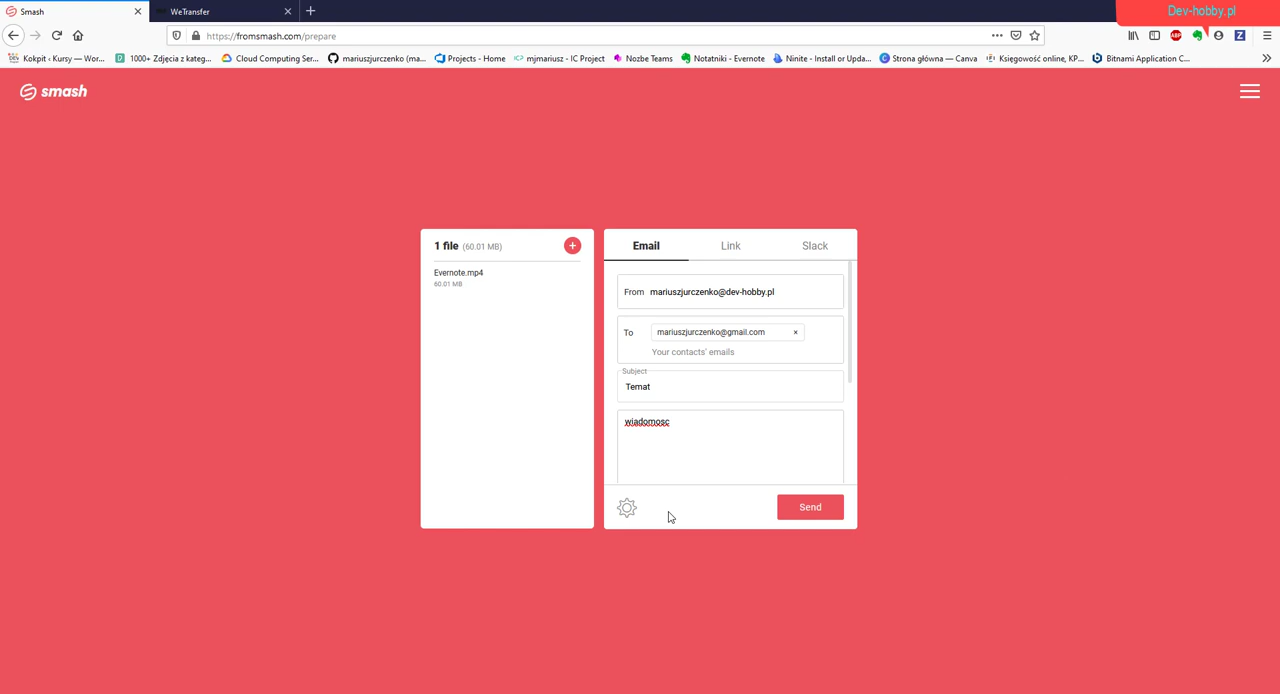 Smash
WeTransfer
Dev-hobby.pl
https://fromsmash.com/prepare
ABP
Z
Kokpit ‹ Kursy — Wor...
1000+ Zdjęcia z kateg...
Cloud Computing Ser...
mariuszjurczenko (ma...
Projects - Home
mjmariusz - IC Project
Nozbe Teams
Notatniki - Evernote
Ninite - Install or Upda...
Strona główna — Canva
Księgowość online, KP...
Bitnami Application C...
smash
1 file (60.01 MB)
Evernote.mp4
60.01 MB
Email Link Slack
From mariuszjurczenko@dev-hobby.pl
To mariuszjurczenko@gmail.com ×
Your contacts' emails
Subject
Temat
wiadomosc
Send